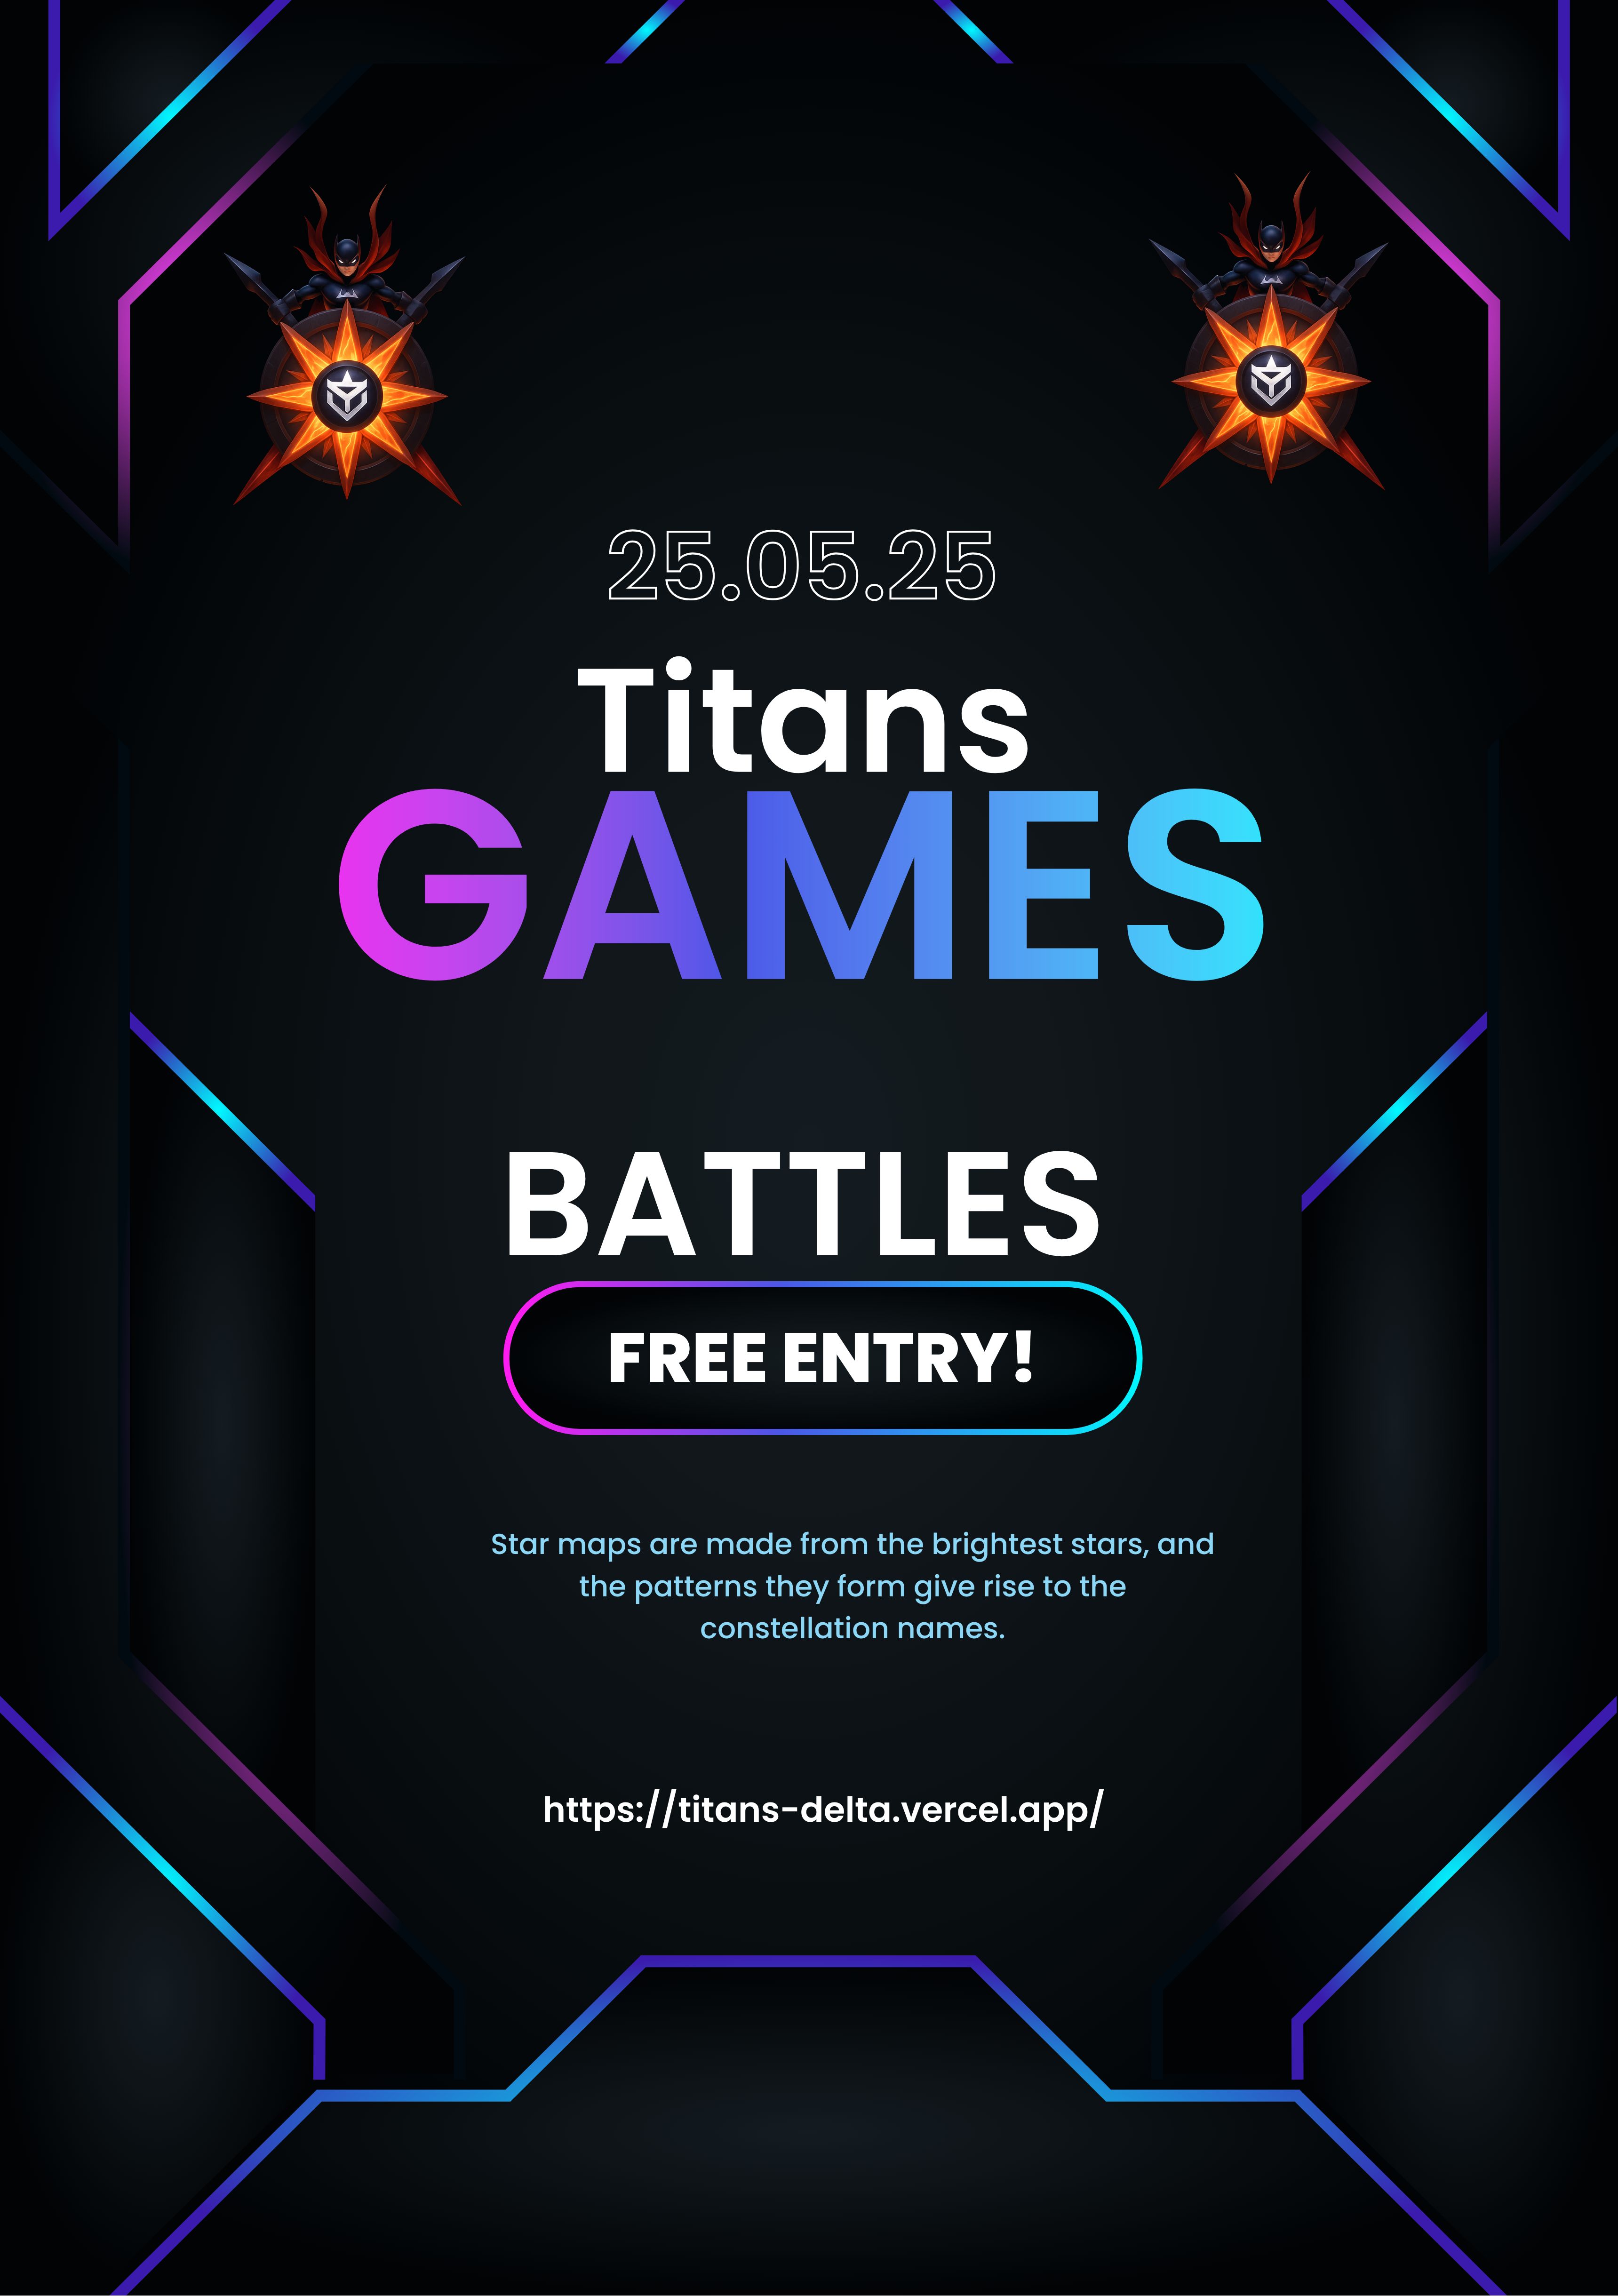 25.05.25
Titans
GAMES
BATTLES
FREE ENTRY!
Star maps are made from the brightest stars, and
the patterns they form give rise to the
constellation names.
https://titans-delta.vercel.app/